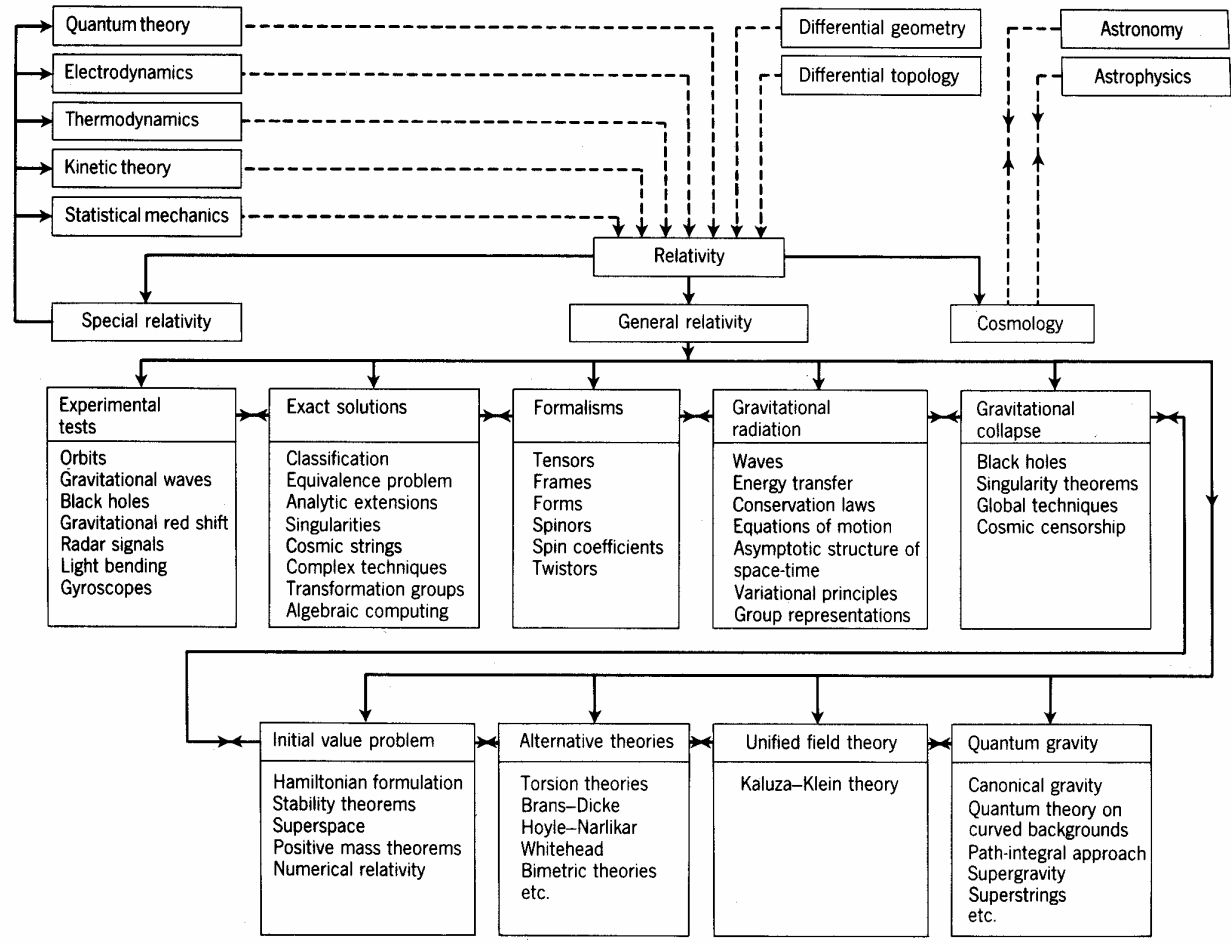 Quantum theory
Electrodynamics
Thermodynamics
Kinetic theory
Statistical mechanics
Differential geometry
Differential topology
Astronomy
Astrophysics
Relativity
Special relativity
General relativity
Cosmology
Experimental
tests
Orbits
Gravitational waves
Black holes
Gravitational red shift
Radar signals
Light bending
Gyroscopes
Exact solutions
Classification
Equivalence problem
Analytic extensions
Singularities
Cosmic strings
Complex techniques
Transformation groups
Algebraic computing
Formalisms
Tensors
Frames
Forms
Spinors
Spin coefficients
Twistors
Gravitational
radiation
Waves
Energy transfer
Conservation laws
Equations of motion
Asymptotic structure of
space-time
Variational principles
Group representations
Gravitational
collapse
Black holes
Singularity theorems
Global techniques
Cosmic censorship
Initial value problem
Hamiltonian formulation
Stability theorems
Superspace
Positive mass theorems
Numerical relativity
Alternative theories
Torsion theories
Brans–Dicke
Hoyle–Narlikar
Whitehead
Bimetric theories
etc.
Unified field theory
Kaluza–Klein theory
Quantum gravity
Canonical gravity
Quantum theory on
curved backgrounds
Path-integral approach
Supergravity
Superstrings
etc.